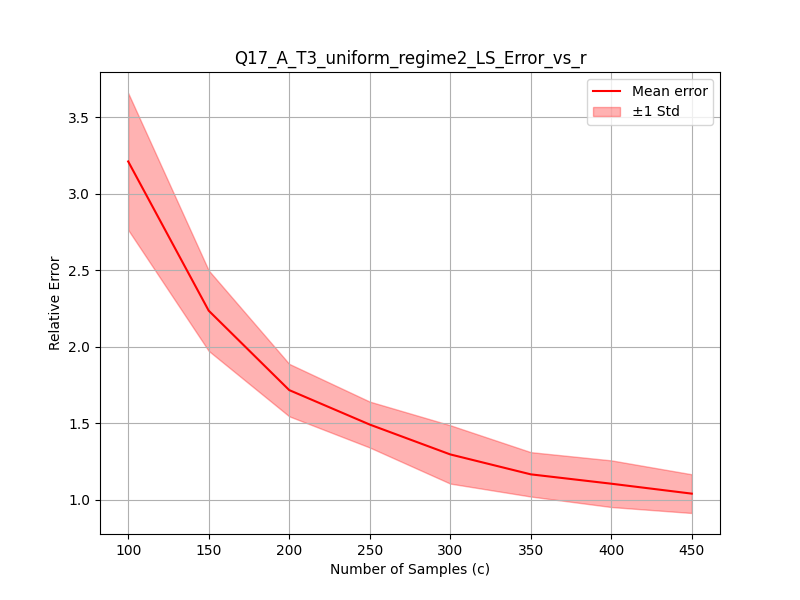 Q17_A_T3_uniform_regime2_LS_Error_vs_r
Mean error
±1 Std
Relative Error
3.5
3.0
2.5
2.0
1.5
1.0
100 150 200 250 300 350 400 450
Number of Samples (c)